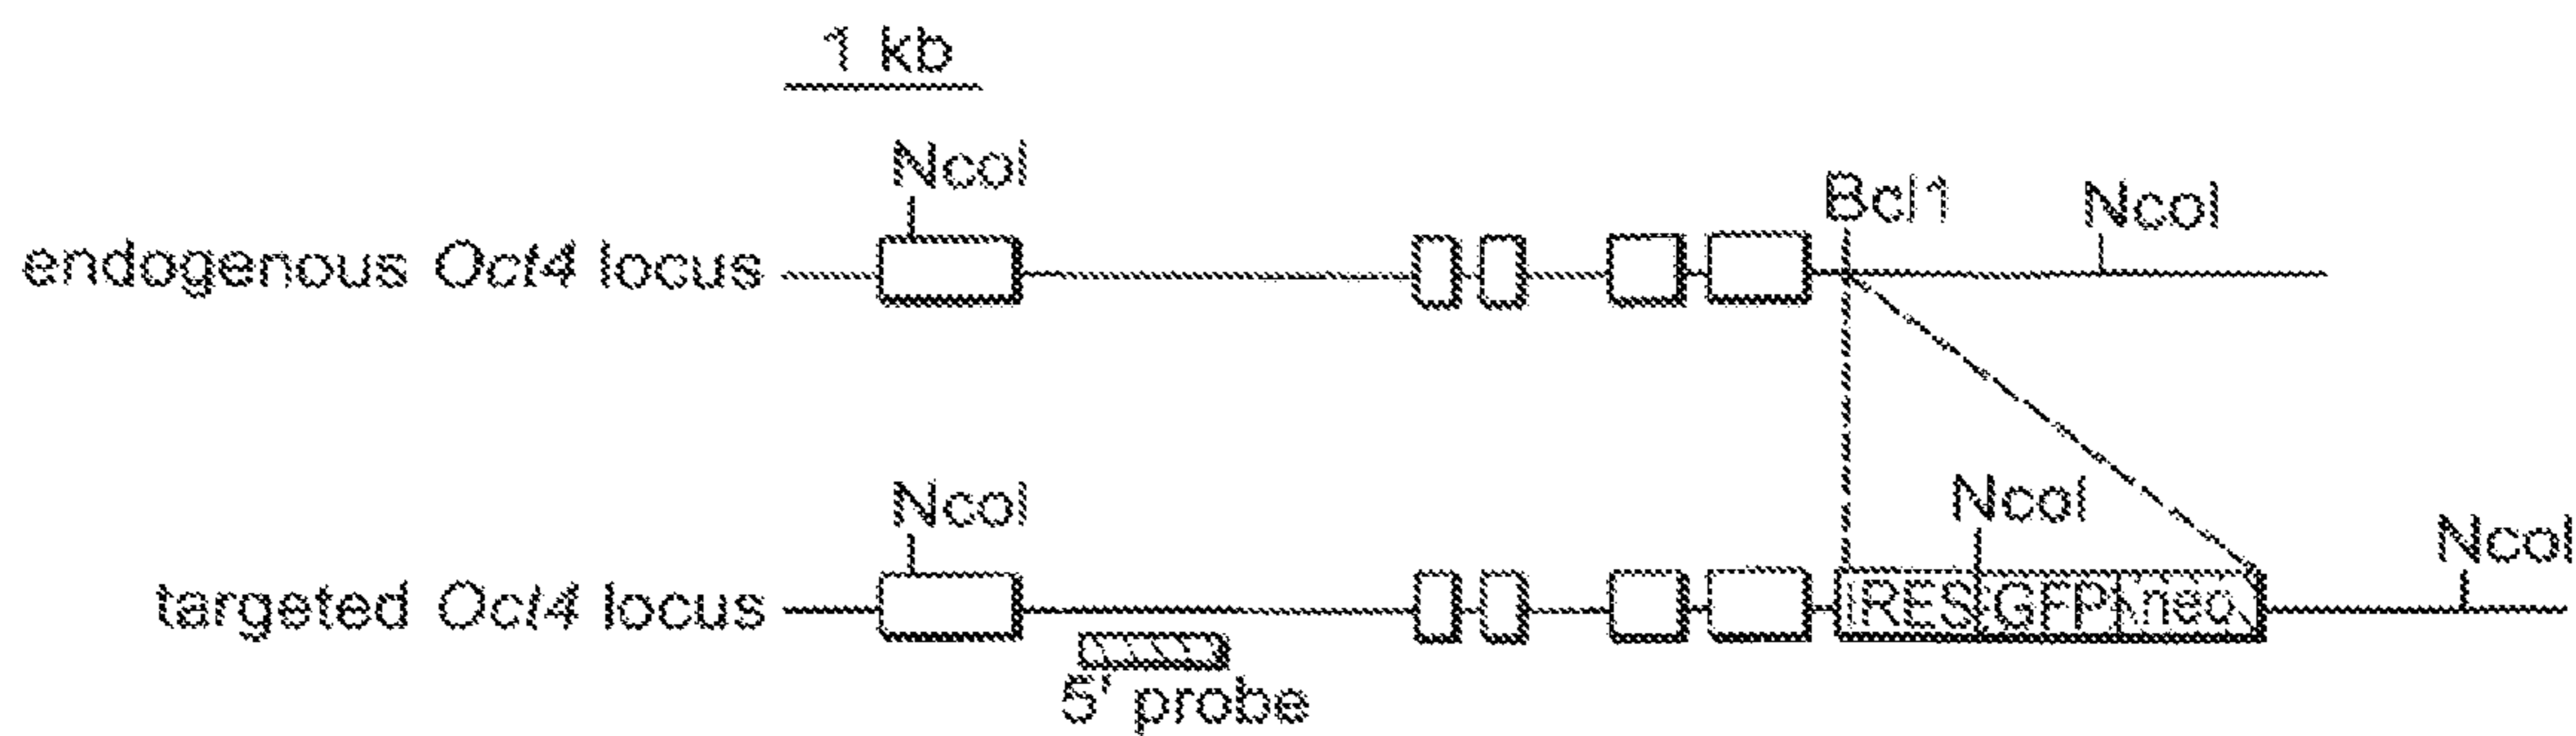 1 kb
NcoI
Bcl1
NcoI
endogenous Oct4 locus
NcoI
NcoI
NcoI
targeted Oct4 locus
IRES GFP neo
5' probe